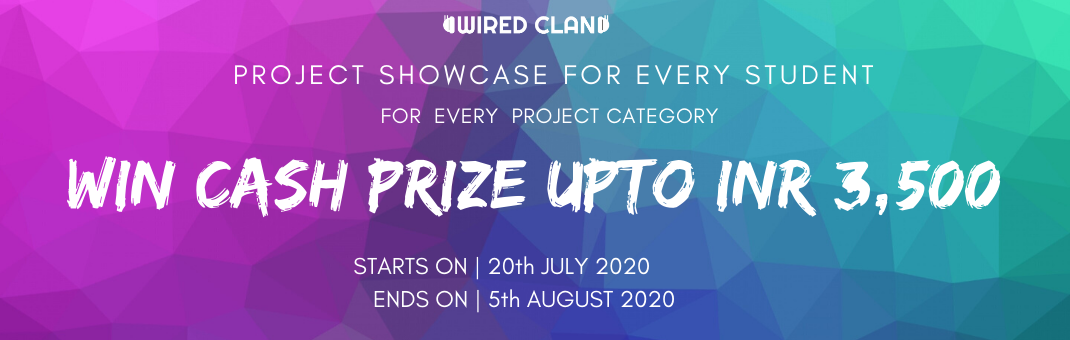 WIRED CLAN
PROJECT SHOWCASE FOR EVERY STUDENT
FOR EVERY PROJECT CATEGORY
WIN CASH PRIZE UPTO INR 3,500
STARTS ON | 20th JULY 2020
ENDS ON | 5th AUGUST 2020